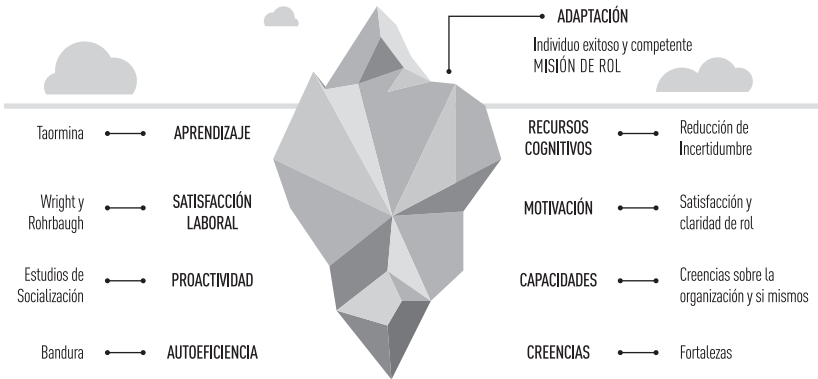 ADAPTACIÓN
Individuo exitoso y competente
MISIÓN DE ROL
Taormina
APRENDIZAJE
RECURSOS
COGNITIVOS
Reducción de
Incertidumbre
Wright y
Rohrbaugh
SATISFACCIÓN
LABORAL
MOTIVACIÓN
Satisfacción y
claridad de rol
Estudios de
Socialización
PROACTIVIDAD
CAPACIDADES
Creencias sobre la
organización y si mismos
Bandura
AUTOEFICIENCIA
CREENCIAS
Fortalezas